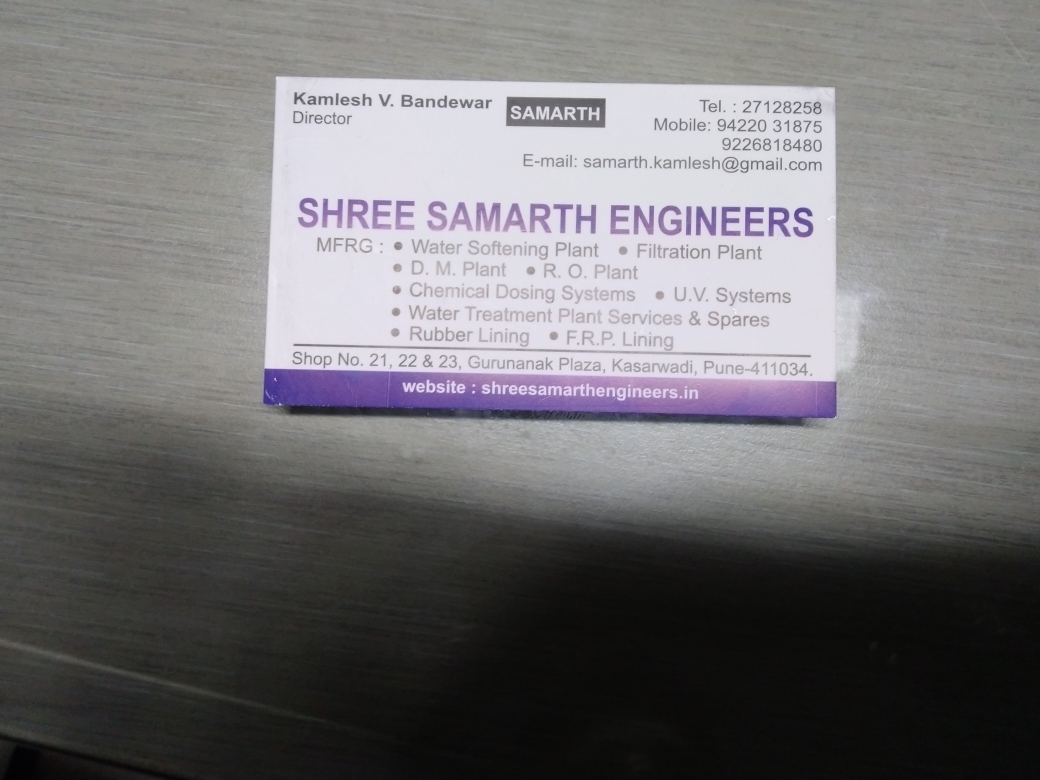 Kamlesh V. Bandewar
Director
SAMARTH
Tel. : 27128258
Mobile: 94220 31875
9226818480
E-mail: samarth.kamlesh@gmail.com
SHREE SAMARTH ENGINEERS
MFRG : • Water Softening Plant • Filtration Plant
• D. M. Plant • R. O. Plant
• Chemical Dosing Systems • U.V. Systems
• Water Treatment Plant Services & Spares
• Rubber Lining • F.R.P. Lining
Shop No. 21, 22 & 23, Gurunanak Plaza, Kasarwadi, Pune-411034.
website : shreesamarthengineers.in